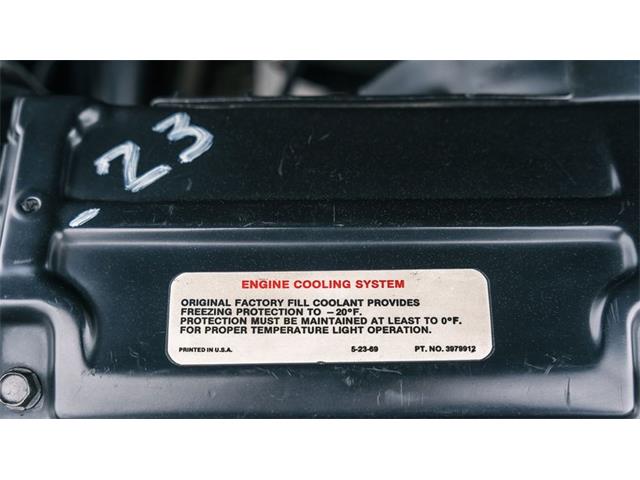 23
ENGINE COOLING SYSTEM
ORIGINAL FACTORY FILL COOLANT PROVIDES
FREEZING PROTECTION TO −20°F.
PROTECTION MUST BE MAINTAINED AT LEAST TO 0°F.
FOR PROPER TEMPERATURE LIGHT OPERATION.
PRINTED IN U.S.A. 5-23-69 PT. NO. 3979912